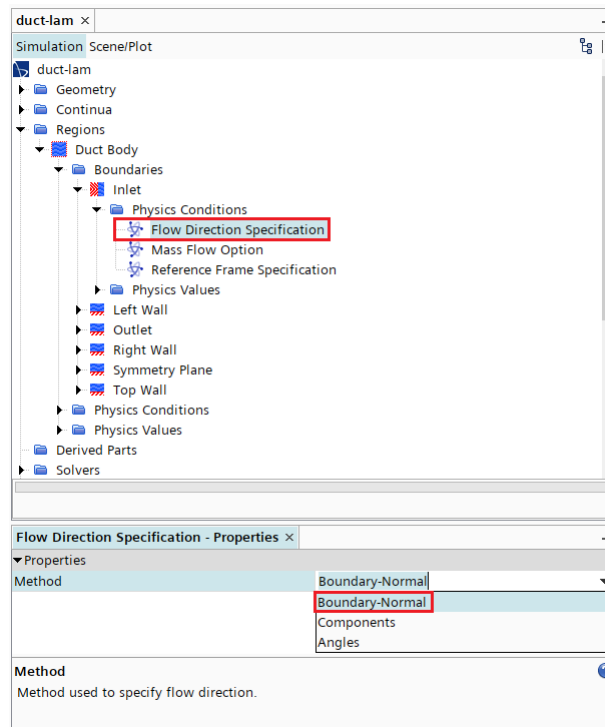 duct-lam ×
Simulation Scene/Plot
duct-lam
Geometry
Continua
Regions
Duct Body
Boundaries
Inlet
Physics Conditions
Flow Direction Specification
Mass Flow Option
Reference Frame Specification
Physics Values
Left Wall
Outlet
Right Wall
Symmetry Plane
Top Wall
Physics Conditions
Physics Values
Derived Parts
Solvers
Flow Direction Specification - Properties ×
Properties
Method Boundary-Normal
Boundary-Normal
Components
Angles
Method
Method used to specify flow direction.